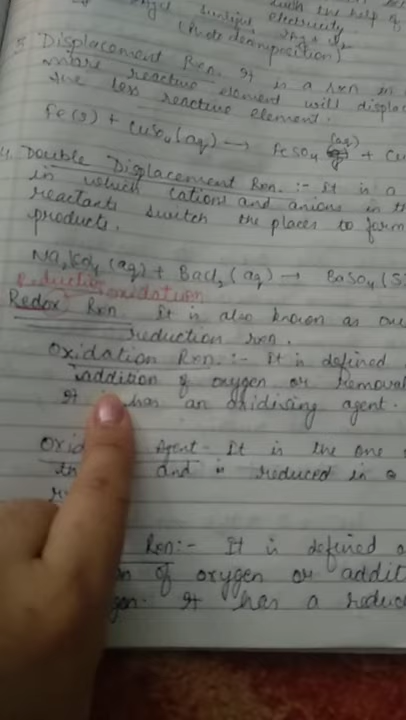 with the help of
electricity.
(Photo decomposition)
Displacement Rxn. It is a rxn in
more reactive element will displac
the less reactive element.
Fe(s) + CuSO4 (aq) → FeSO4 (aq) + Cu
4. Double Displacement Rxn. :- It is a
in which cations and anions in th
reactants switch the places to form
products.
(aq) + BaCl2 (aq) → BaSO4 (s
Reduction oxidation
Redox Rxn It is also known as
reduction rxn.
Oxidation Rxn. :- It is defined
addition of oxygen or removal
It has an oxidising agent.
Oxid Agent - It is the one
and is reduced in a
Rxn :- It is defined a
of oxygen or addit
gen. It has a reduc